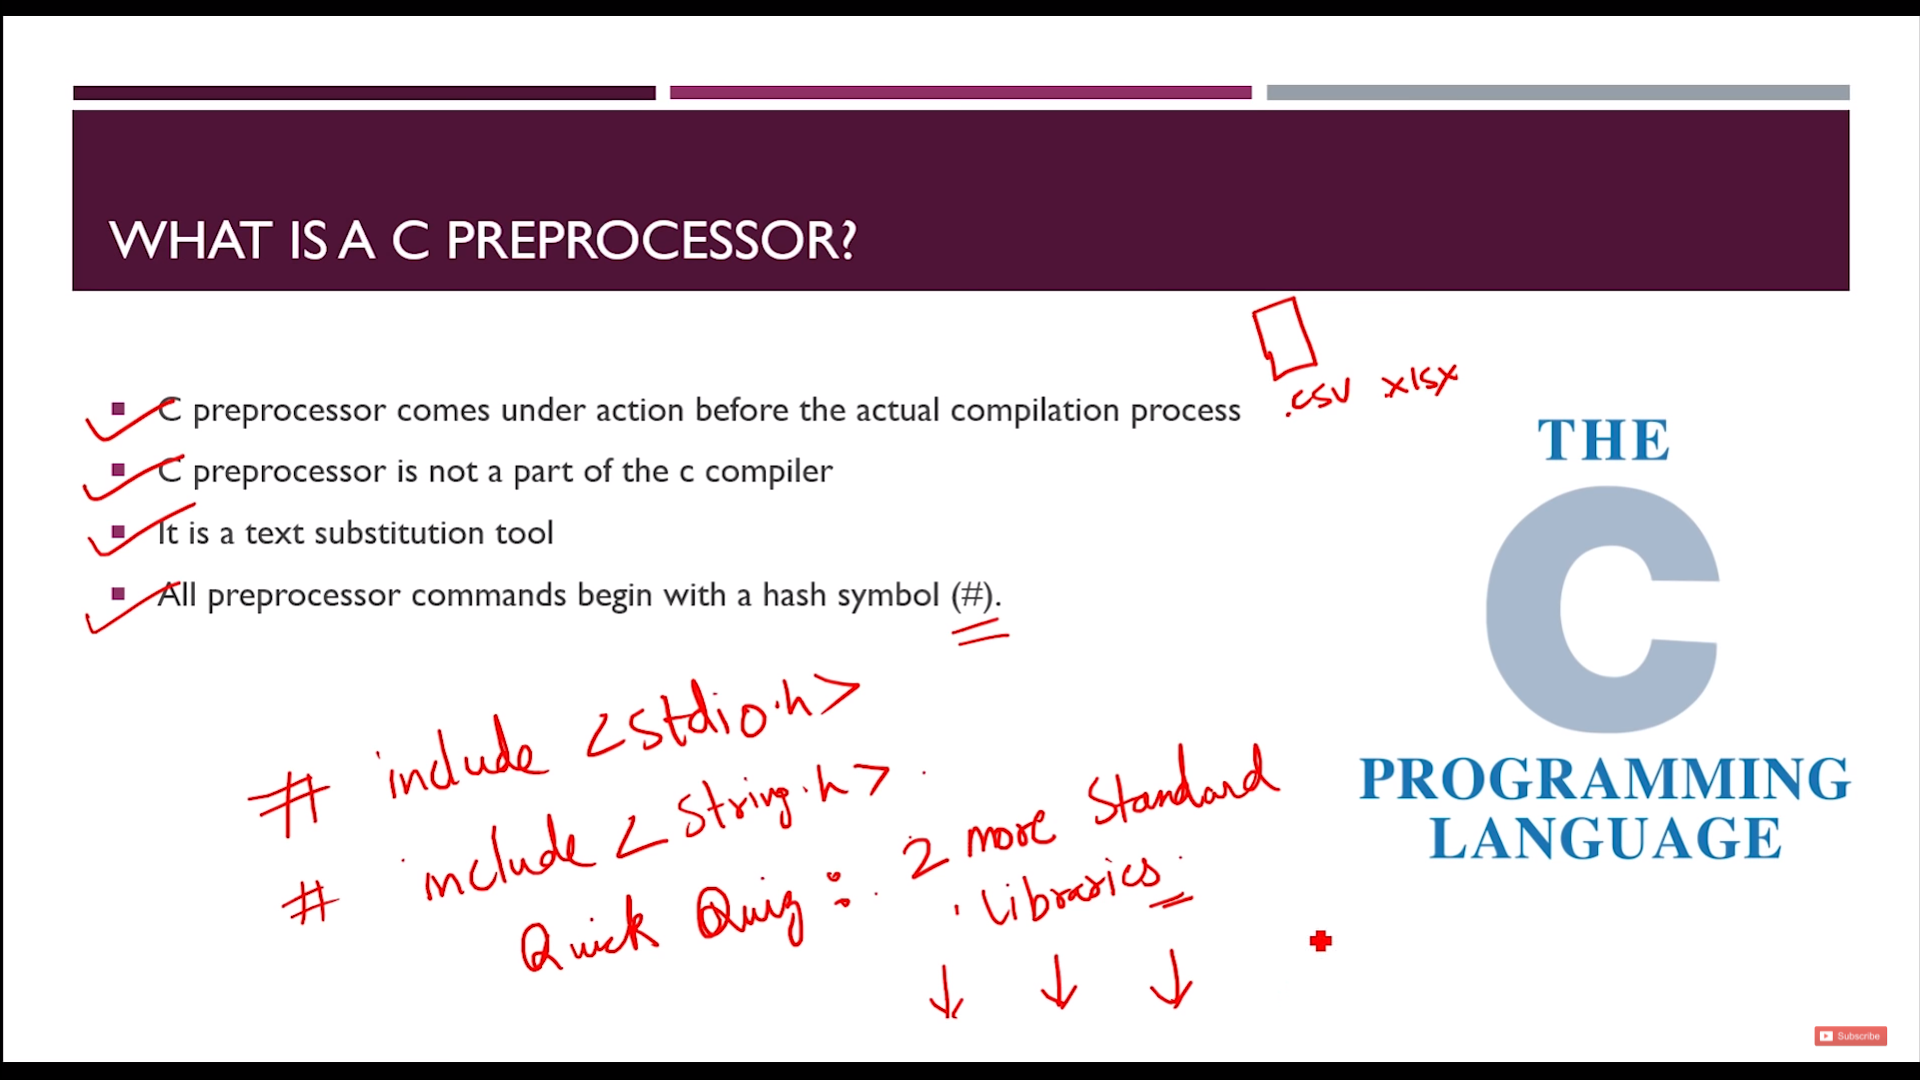 WHAT IS A C PREPROCESSOR?
.csv .xlsx
C preprocessor comes under action before the actual compilation process
C preprocessor is not a part of the c compiler
It is a text substitution tool
All preprocessor commands begin with a hash symbol (#).
THE
C
PROGRAMMING
LANGUAGE
# include <stdio.h>
# include <string.h>
Quick Quiz : 2 more Standard
Libraries
Subscribe